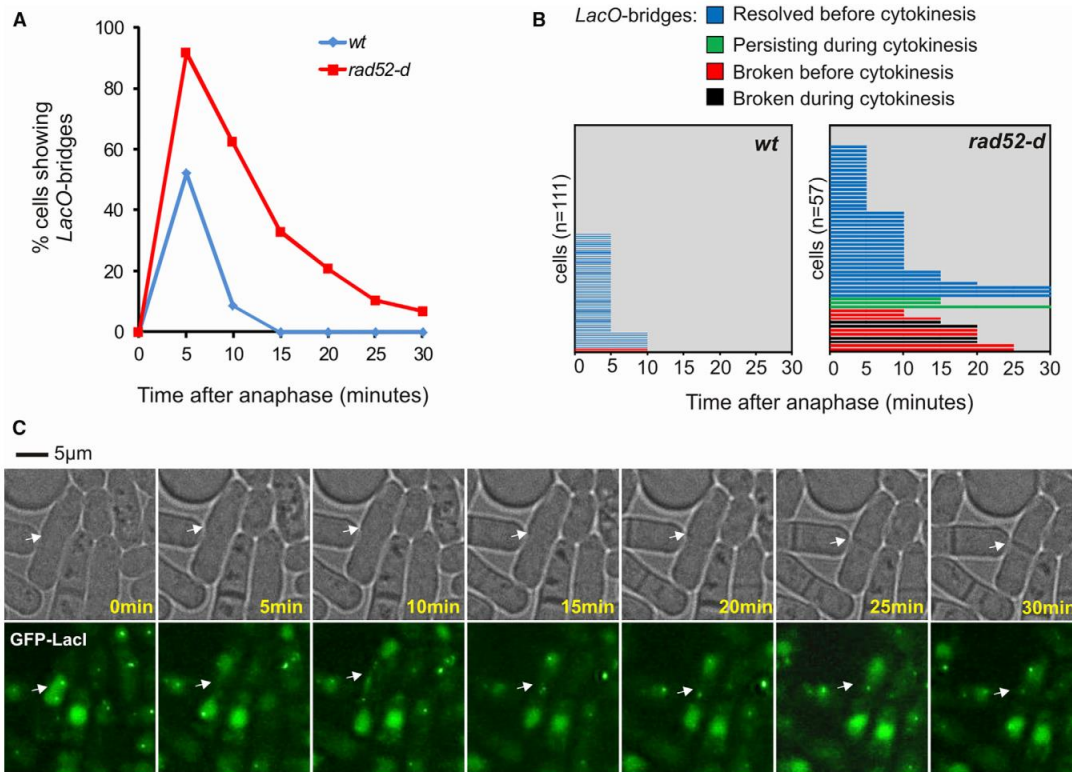 A
% cells showing
LacO-bridges
100
80
60
40
20
0
wt
rad52-d
0 5 10 15 20 25 30
Time after anaphase (minutes)
B
LacO-bridges:
Resolved before cytokinesis
Persisting during cytokinesis
Broken before cytokinesis
Broken during cytokinesis
cells (n=111)
wt
0 5 10 15 20 25 30
cells (n=57)
rad52-d
0 5 10 15 20 25 30
Time after anaphase (minutes)
C
5µm
0min 5min 10min 15min 20min 25min 30min
GFP-LacI